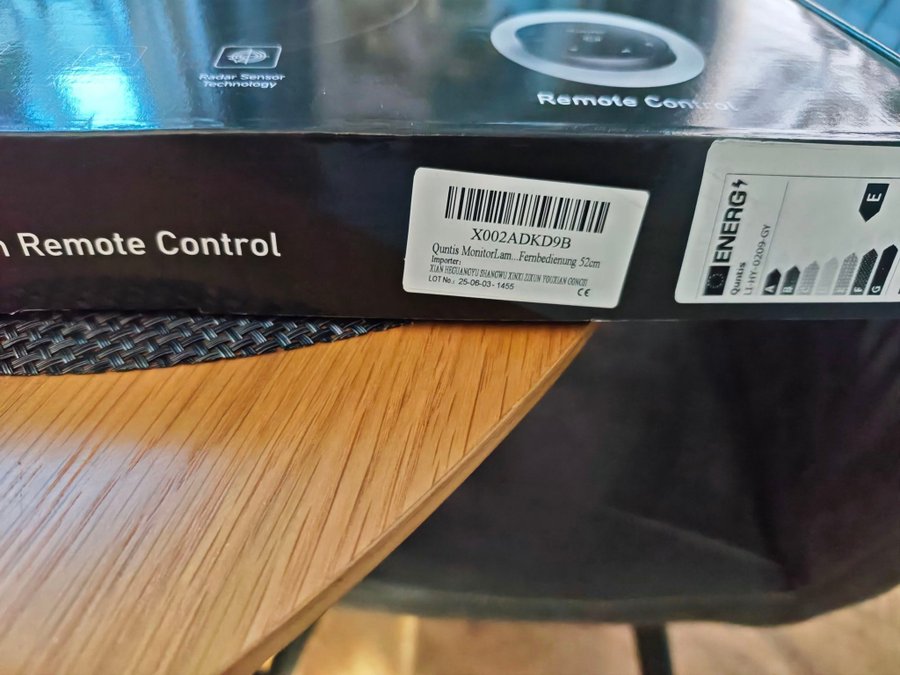 Radar Sensor
Technology
Remote Control
n Remote Control
X002ADKD9B
Quntis MonitorLam...Fernbedienung 52cm
Importer:
XIAN HEGUANGYU SHANGWU XINXI ZIXUN YOUXIAN GONGSI
LOT No.: 25-06-03-1455
CE
ENERG
Quntis
LI-HY-0209-GY
E
A
B
F
G